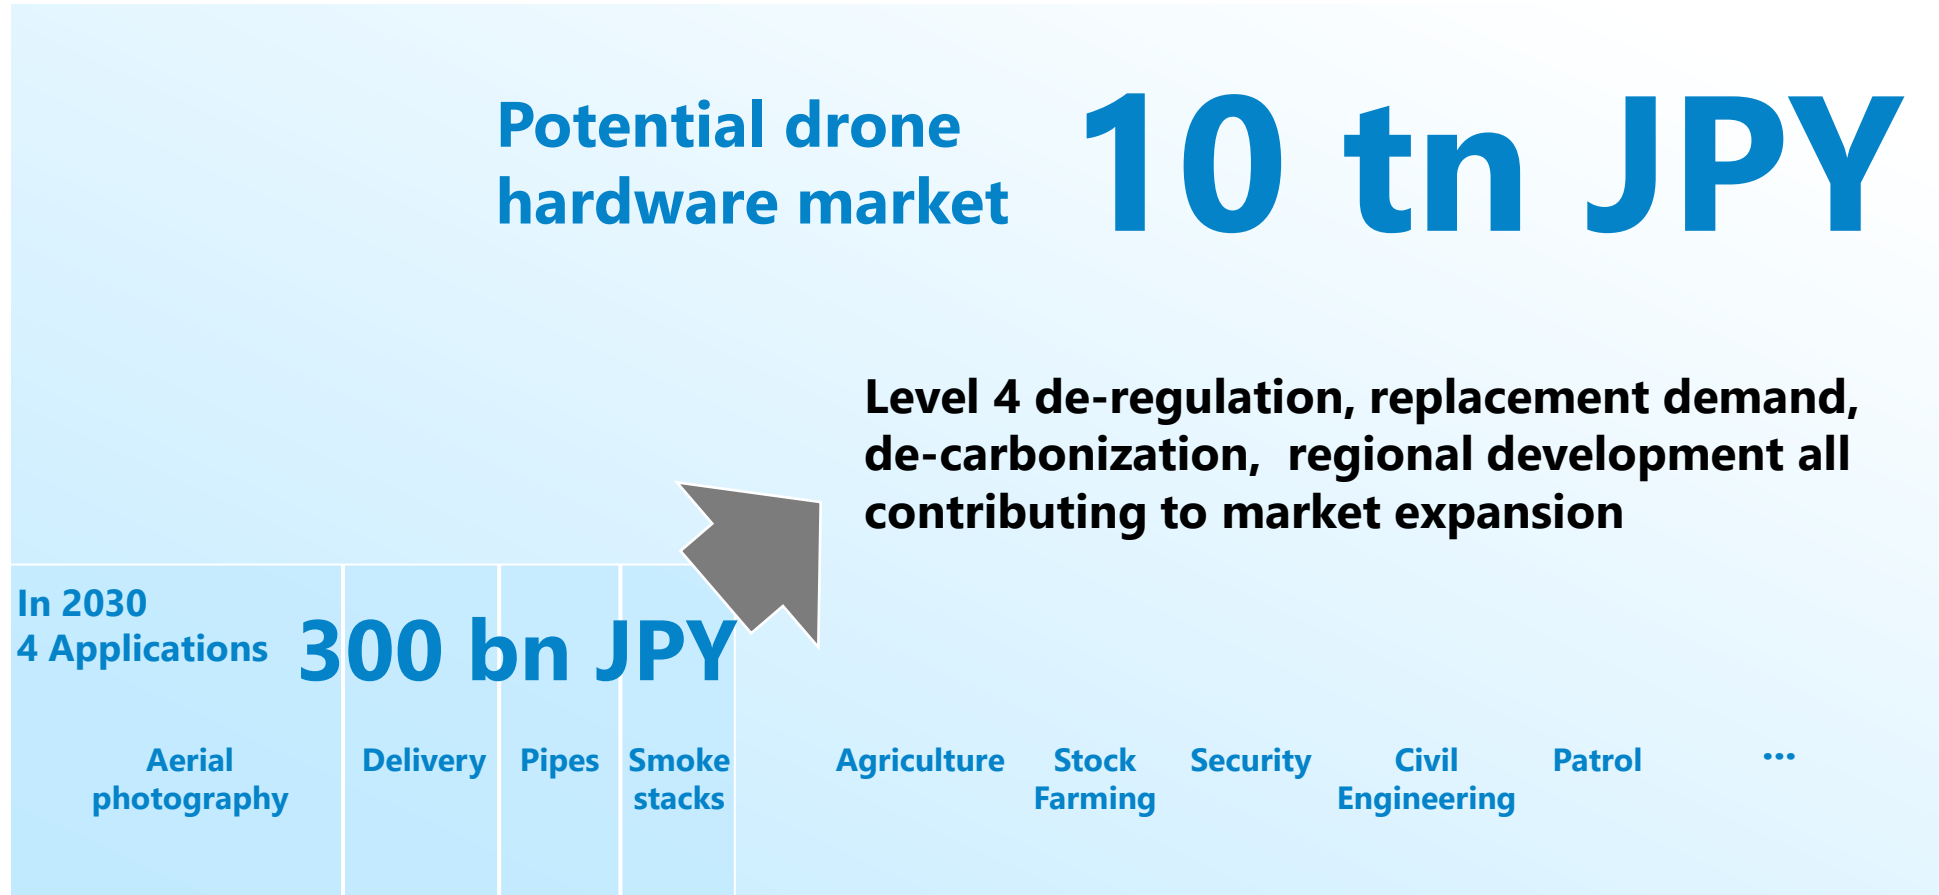 Potential drone
hardware market
10 tn JPY
Level 4 de-regulation, replacement demand,
de-carbonization,  regional development all
contributing to market expansion
In 2030
4 Applications
300 bn JPY
Aerial
photography
Delivery
Pipes
Smoke
stacks
Agriculture
Stock
Farming
Security
Civil
Engineering
Patrol
...